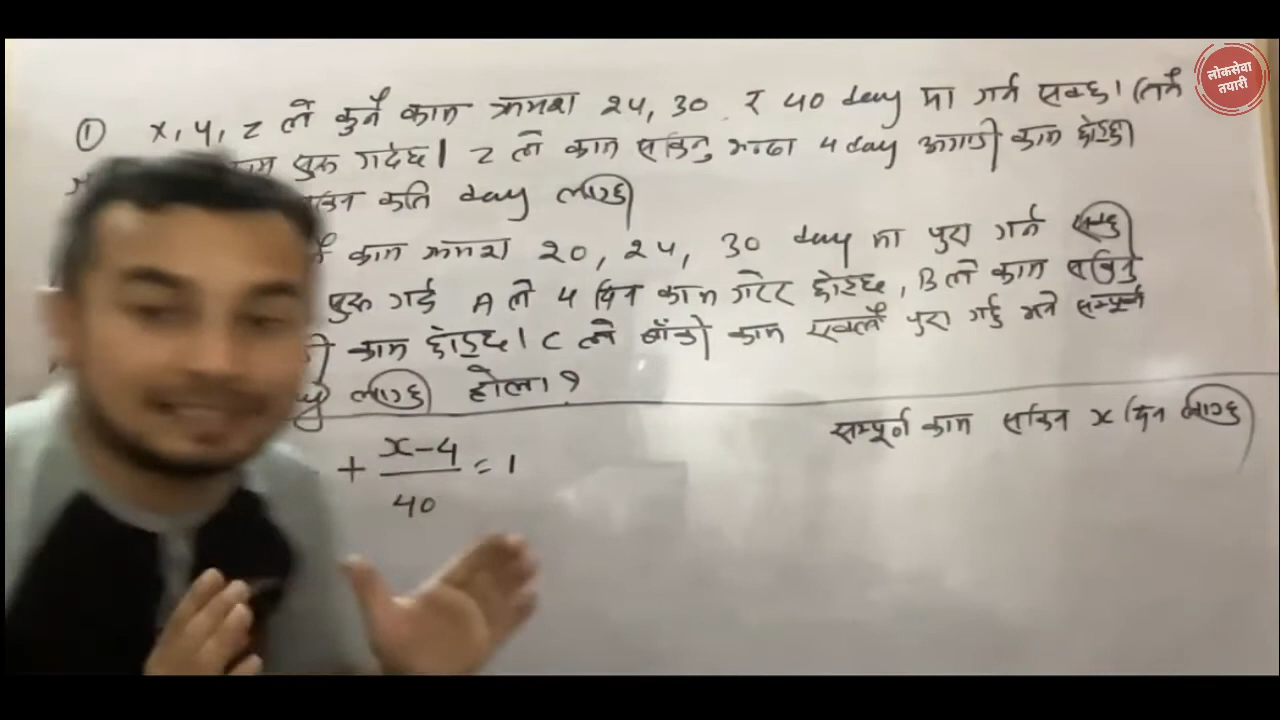 लोकसेवा
तयारी
① x, y, z ले कुनै काम क्रमश 24, 30 र 40 day मा गर्न सक्छ। तिनै
सुरु गर्दछ। z ले काम सकिनु भन्दा 4 day अगाडी काम छोड्छ।
कति day लाग्छ
काम क्रमश 20, 24, 30 day मा पुरा गर्न सक्छ
सुरु गर्द A ले 4 दिन काम गरेर छोड्छ, B ले काम सकिनु
काम छोड्छ। C ले बाँकी काम एक्लै पुरा गर्छ भने सम्पूर्ण
लाग्छ होला?
सम्पूर्ण काम सकिन x दिन लाग्छ
+ x-4/40 = 1